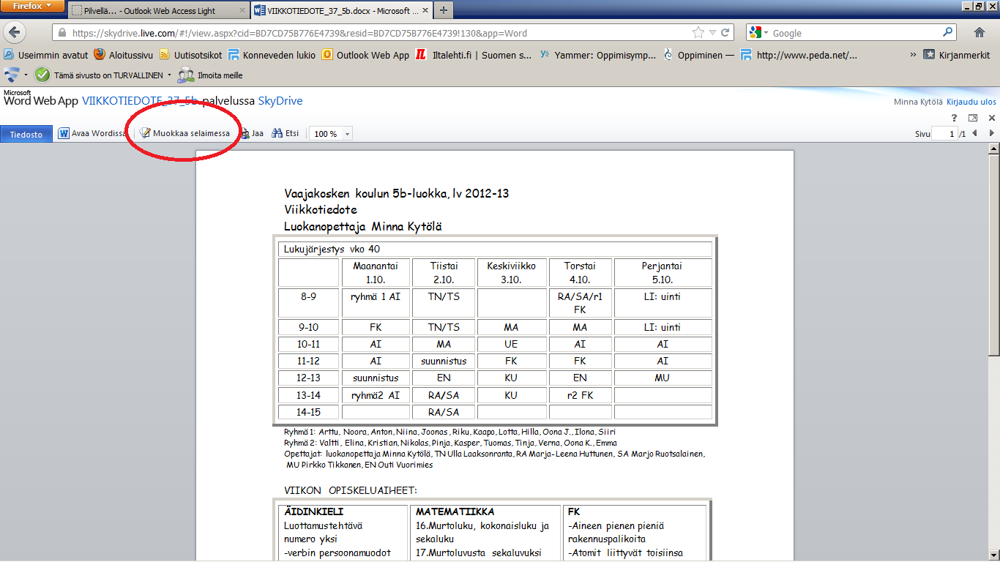 Firefox
Pilvellä… - Outlook Web Access Light
VIIKKOTIEDOTE_37_5b.docx - Microsoft ...
https://skydrive.live.com/#!/view.aspx?cid=BD7CD75B776E4739&resid=BD7CD75B776E4739!130&app=Word
Google
Useimmin avatut Aloitussivu Uutisotsikot Konneveden lukio Outlook Web App Iltalehti.fi | Suomen s... Yammer: Oppimisymp... Oppiminen — http://www.peda.net/... » Kirjanmerkit
Tämä sivusto on TURVALLINEN Ilmoita meille
Microsoft
Word Web App VIIKKOTIEDOTE_37_5b palvelussa SkyDrive
Minna Kytölä Kirjaudu ulos
Tiedosto Avaa Wordissa Muokkaa selaimessa Jaa Etsi 100 % Sivu 1 /1
Vaajakosken koulun 5b-luokka, lv 2012-13
Viikkotiedote
Luokanopettaja Minna Kytölä
Lukujärjestys vko 40
Maanantai Tiistai Keskiviikko Torstai Perjantai
1.10. 2.10. 3.10. 4.10. 5.10.
8-9 ryhmä 1 AI TN/TS RA/SA/r1 LI: uinti
FK
9-10 FK TN/TS MA MA LI: uinti
10-11 AI MA UE AI AI
11-12 AI suunnistus FK FK AI
12-13 suunnistus EN KU EN MU
13-14 ryhmä2 AI RA/SA KU r2 FK
14-15 RA/SA
Ryhmä 1: Arttu, Noora, Anton, Niina, Joonas, Riku, Kaapo, Lotta, Hilla, Oona J., Ilona, Siiri
Ryhmä 2: Valtti, Elina, Kristian, Nikolas, Pinja, Kasper, Tuomas, Tinja, Verna, Oona K., Emma
Opettajat: luokanopettaja Minna Kytölä, TN Ulla Laaksonranta, RA Marja-Leena Huttunen, SA Marjo Ruotsalainen,
MU Pirkko Tikkanen, EN Outi Vuorimies
VIIKON OPISKELUAIHEET:
ÄIDINKIELI MATEMATIIKKA FK
Luottamustehtävä 16.Murtoluku, kokonaisluku ja -Aineen pienen pieniä
numero yksi sekaluku rakennuspalikoita
-verbin persoonamuodot 17.Murtoluvusta sekaluvuksi -Atomit liittyvät toisiinsa